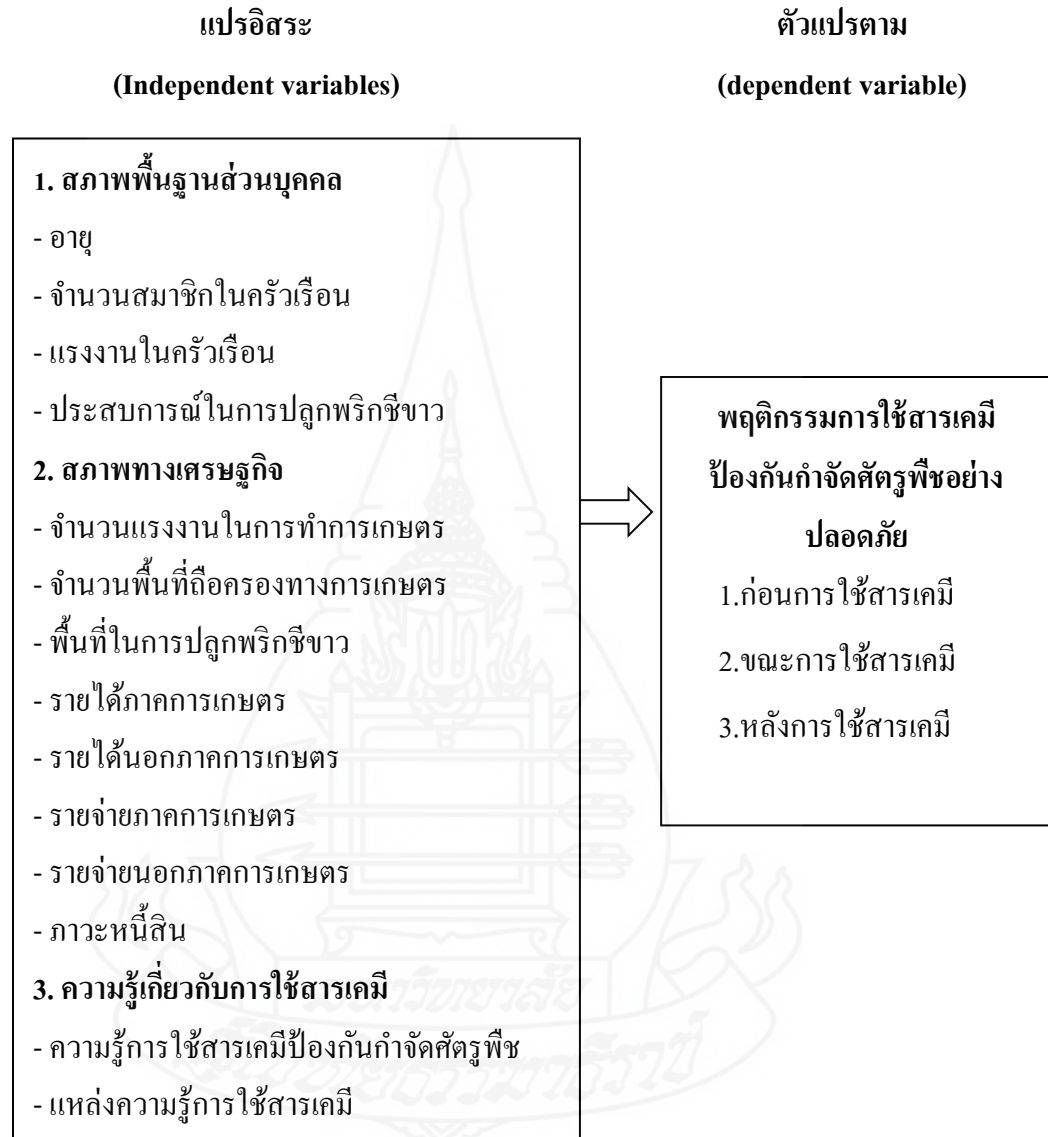 แปรอิสระ
(Independent variables)
ตัวแปรตาม
(dependent variable)
1. สภาพพื้นฐานส่วนบุคคล
- อายุ
- จำนวนสมาชิกในครัวเรือน
- แรงงานในครัวเรือน
- ประสบการณ์ในการปลูกพริกชีขาว
2. สภาพทางเศรษฐกิจ
- จำนวนแรงงานในการทำการเกษตร
- จำนวนพื้นที่ถือครองทางการเกษตร
- พื้นที่ในการปลูกพริกชีขาว
- รายได้ภาคการเกษตร
- รายได้นอกภาคการเกษตร
- รายจ่ายภาคการเกษตร
- รายจ่ายนอกภาคการเกษตร
- ภาวะหนี้สิน
3. ความรู้เกี่ยวกับการใช้สารเคมี
- ความรู้การใช้สารเคมีป้องกันกำจัดศัตรูพืช
- แหล่งความรู้การใช้สารเคมี
พฤติกรรมการใช้สารเคมี
ป้องกันกำจัดศัตรูพืชอย่าง
ปลอดภัย
1.ก่อนการใช้สารเคมี
2.ขณะการใช้สารเคมี
3.หลังการใช้สารเคมี